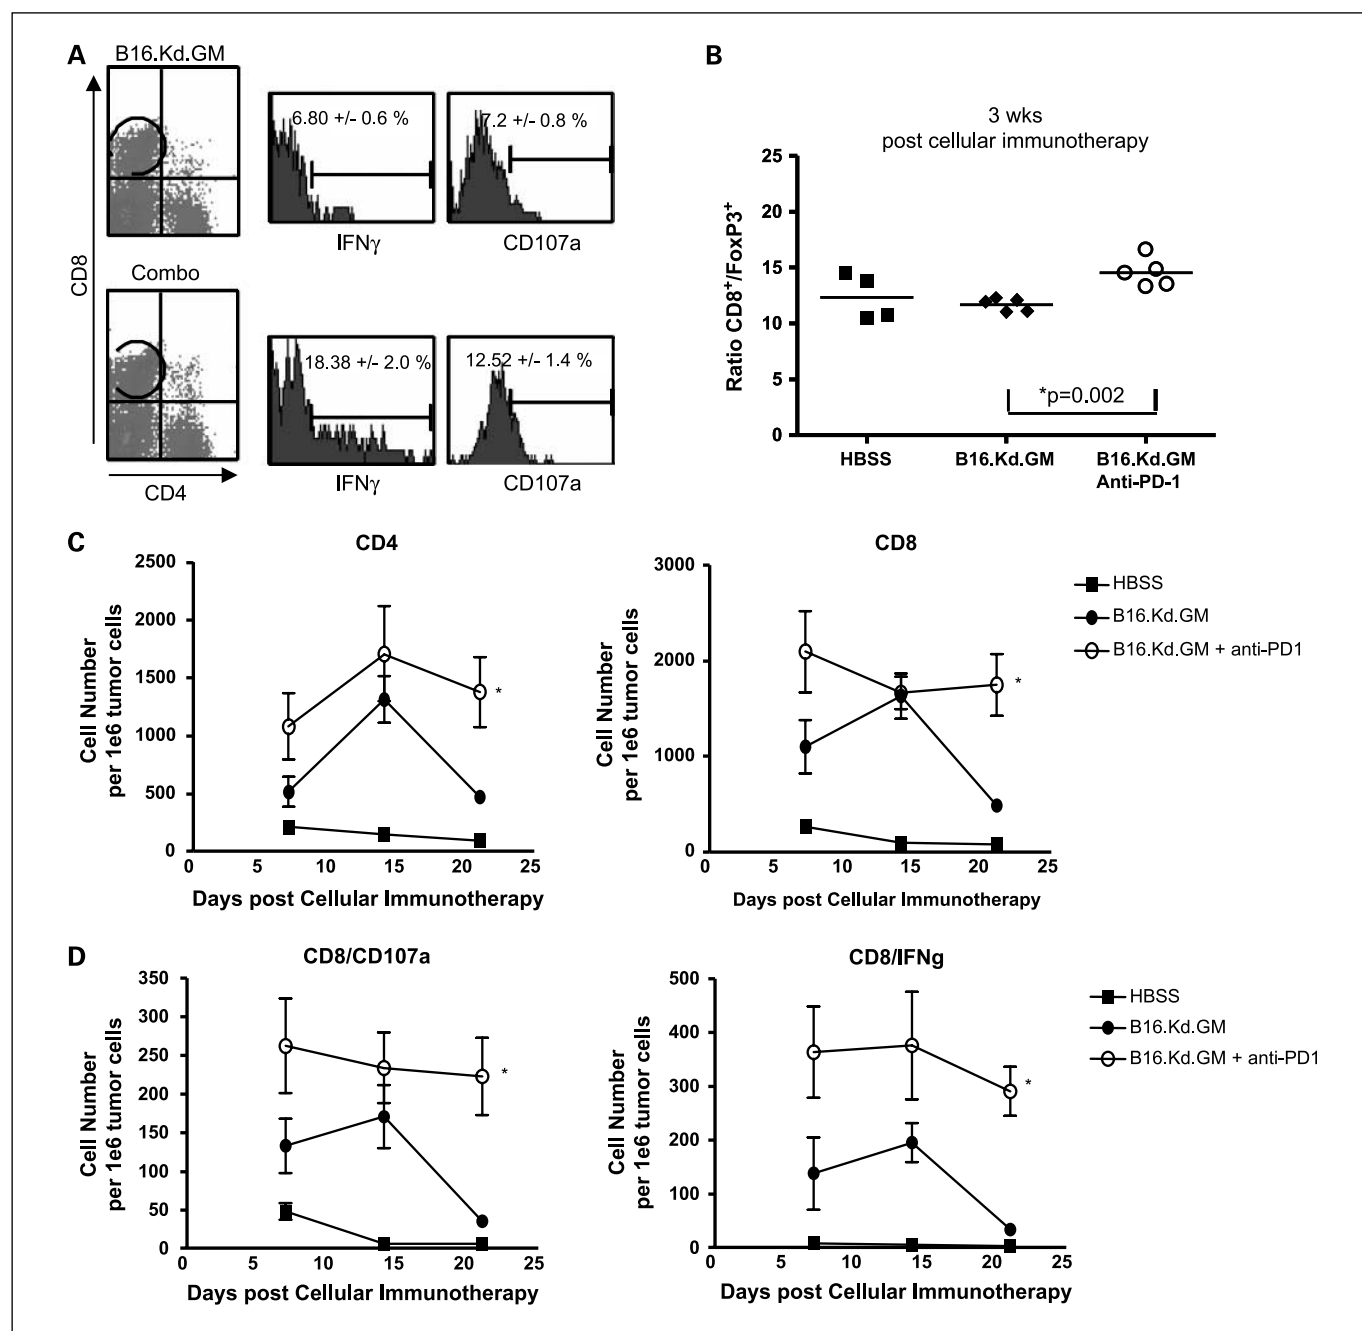 A
B16.Kd.GM
6.80 +/- 0.6 %
7.2 +/- 0.8 %
IFNγ
CD107a
CD8
Combo
18.38 +/- 2.0 %
12.52 +/- 1.4 %
CD4
IFNγ
CD107a
B
3 wks
post cellular immunotherapy
Ratio CD8+/FoxP3+
25
20
15
10
5
0
*p=0.002
HBSS
B16.Kd.GM
B16.Kd.GM
Anti-PD-1
C
CD4
Cell Number
per 1e6 tumor cells
2500
2000
1500
1000
500
0
*
0 5 10 15 20 25
Days post Cellular Immunotherapy
CD8
Cell Number
per 1e6 tumor cells
3000
2000
1000
0
*
0 5 10 15 20 25
Days post Cellular Immunotherapy
HBSS
B16.Kd.GM
B16.Kd.GM + anti-PD1
D
CD8/CD107a
Cell Number
per 1e6 tumor cells
350
300
250
200
150
100
50
0
*
0 5 10 15 20 25
Days post Cellular Immunotherapy
CD8/IFNg
Cell Number
per 1e6 tumor cells
500
400
300
200
100
0
*
0 5 10 15 20 25
Days post Cellular Immunotherapy
HBSS
B16.Kd.GM
B16.Kd.GM + anti-PD1